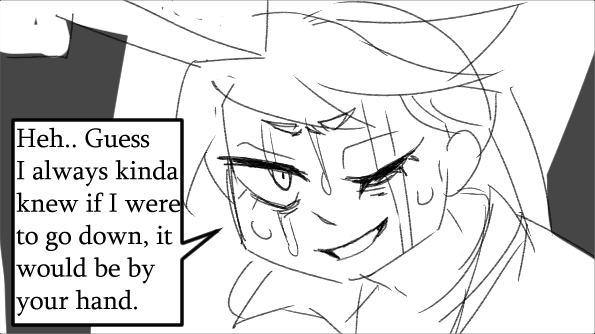 Heh.. Guess
I always kinda
knew if I were
to go down, it
would be by
your hand.